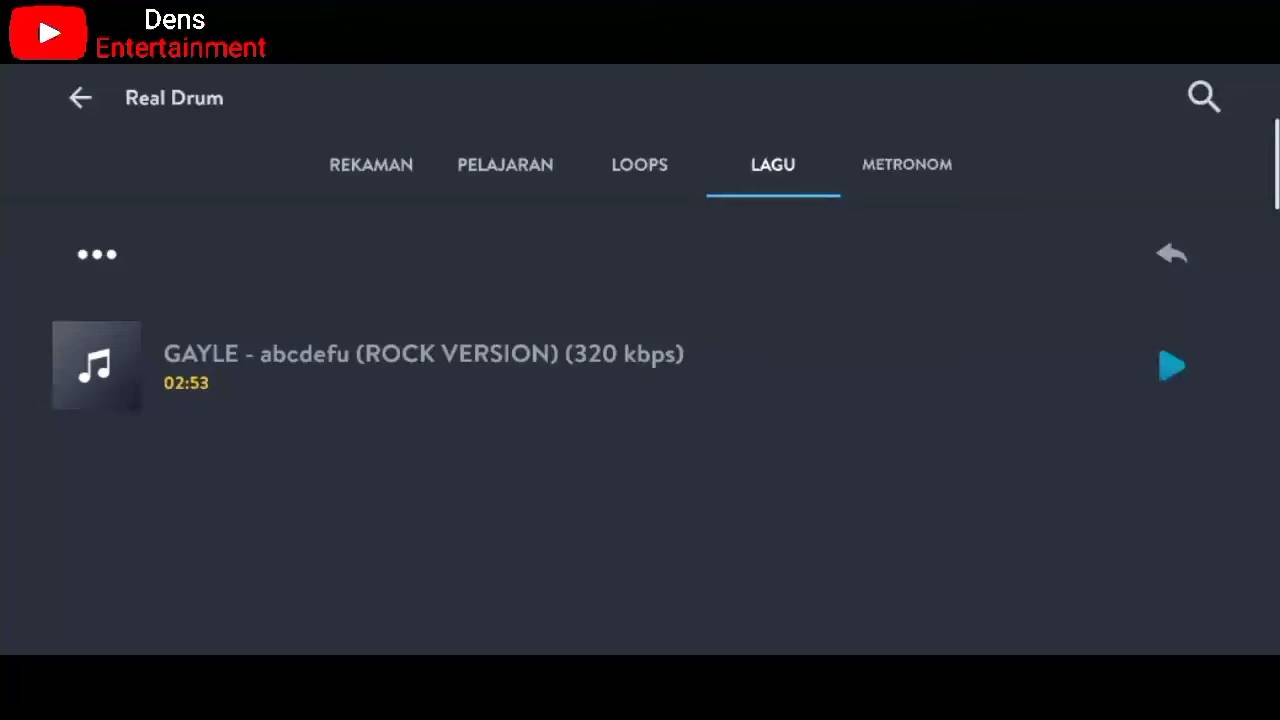 Dens
Entertainment
Real Drum
REKAMAN PELAJARAN LOOPS LAGU METRONOM
GAYLE - abcdefu (ROCK VERSION) (320 kbps)
02:53